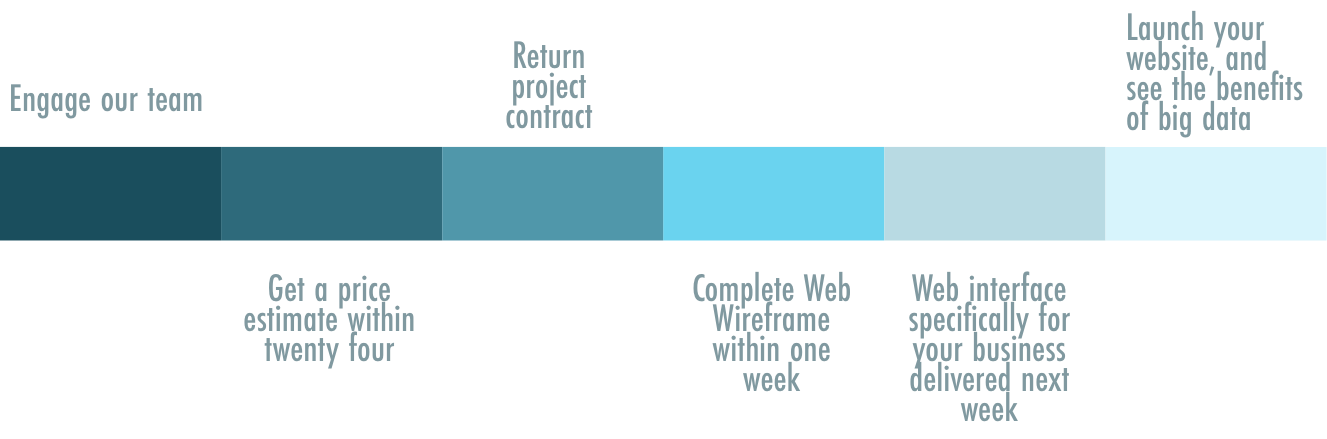 Engage our team
Get a price
estimate within
twenty four
Return
project
contract
Complete Web
Wireframe
within one
week
Web interface
specifically for
your business
delivered next
week
Launch your
website, and
see the benefits
of big data